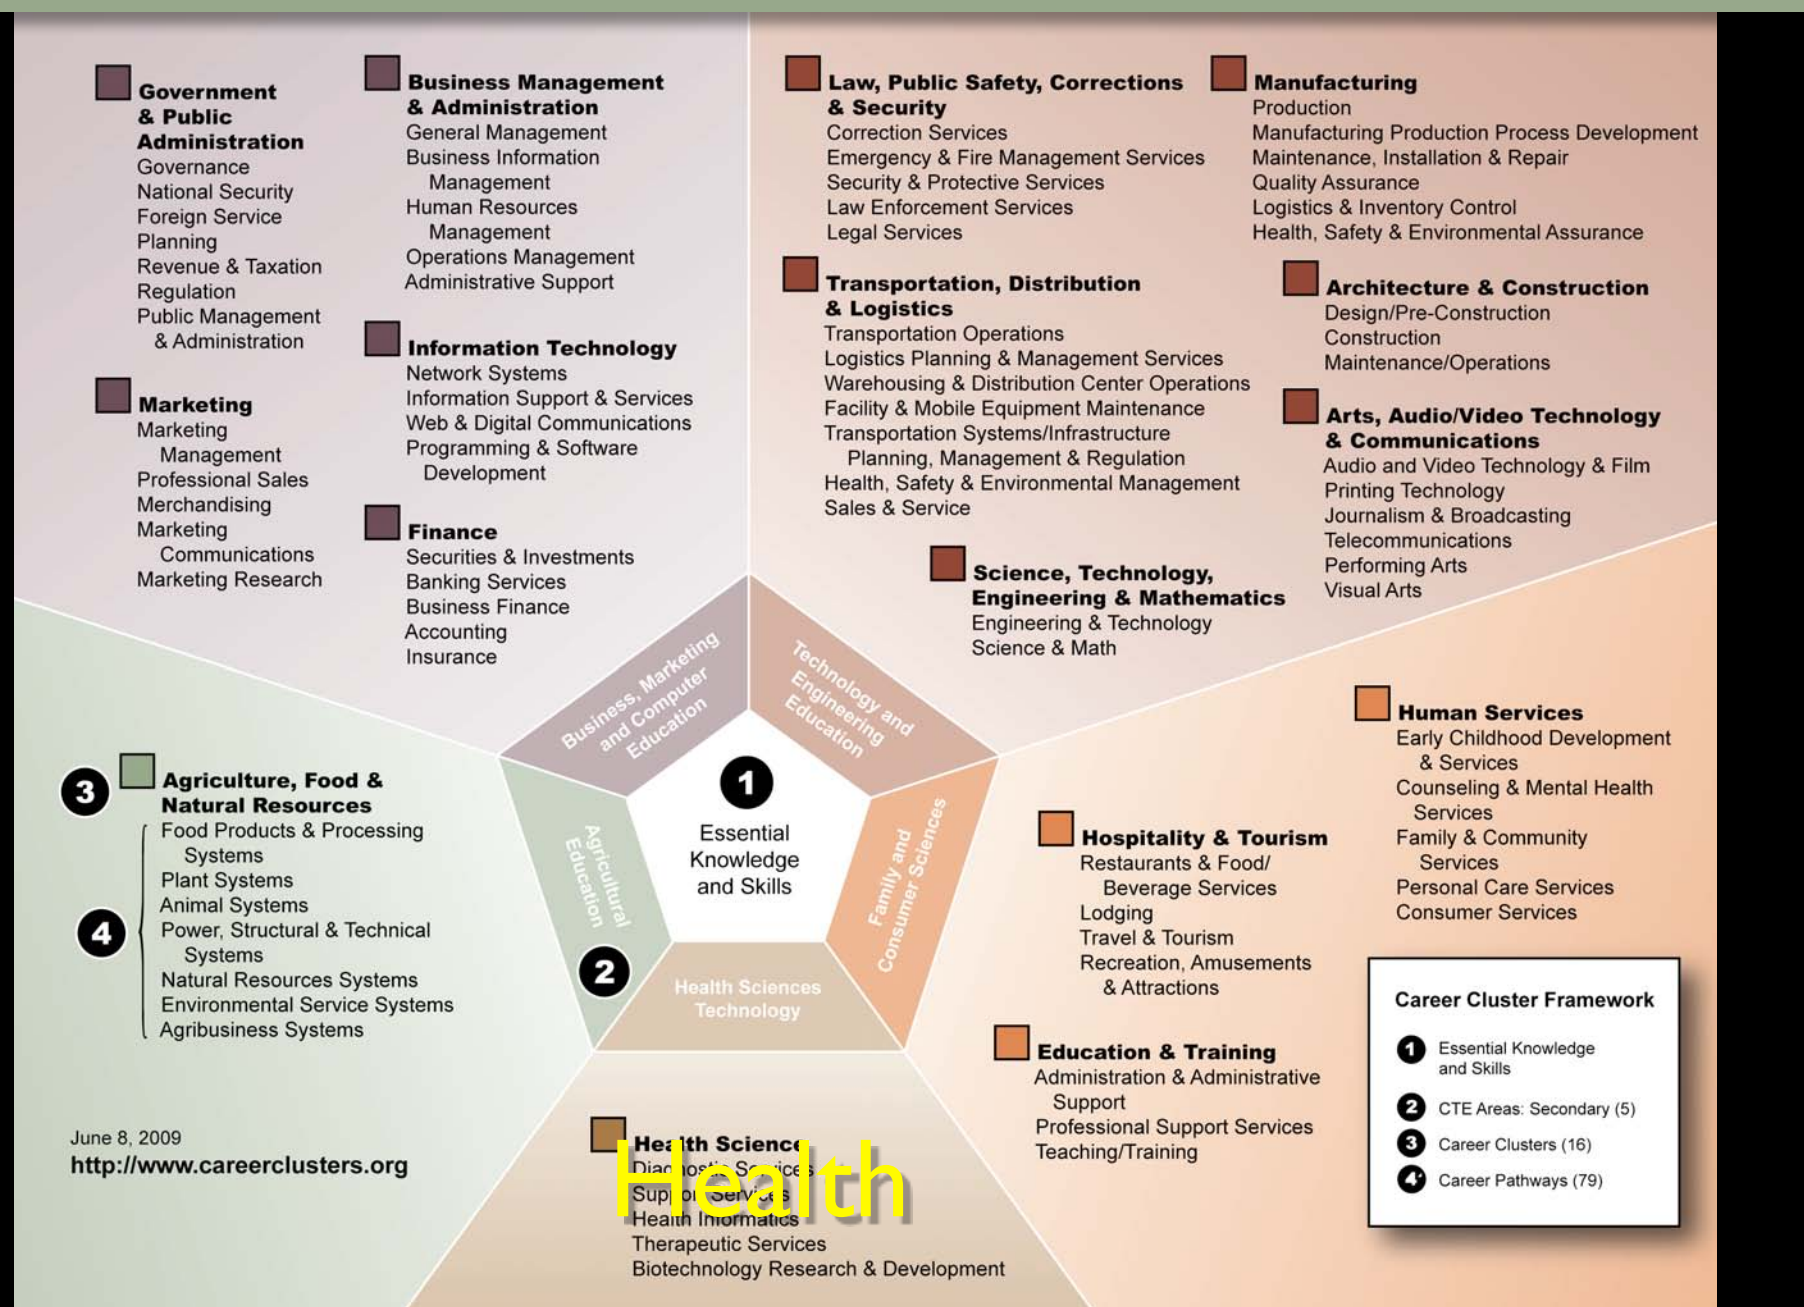 Government
& Public
Administration
Governance
National Security
Foreign Service
Planning
Revenue & Taxation
Regulation
Public Management
& Administration
Marketing
Marketing
Management
Professional Sales
Merchandising
Marketing
Communications
Marketing Research
Business Management
& Administration
General Management
Business Information
Management
Human Resources
Management
Operations Management
Administrative Support
Information Technology
Network Systems
Information Support & Services
Web & Digital Communications
Programming & Software
Development
Finance
Securities & Investments
Banking Services
Business Finance
Accounting
Insurance
Law, Public Safety, Corrections
& Security
Correction Services
Emergency & Fire Management Services
Security & Protective Services
Law Enforcement Services
Legal Services
Transportation, Distribution
& Logistics
Transportation Operations
Logistics Planning & Management Services
Warehousing & Distribution Center Operations
Facility & Mobile Equipment Maintenance
Transportation Systems/Infrastructure
Planning, Management & Regulation
Health, Safety & Environmental Management
Sales & Service
Science, Technology,
Engineering & Mathematics
Engineering & Technology
Science & Math
Manufacturing
Production
Manufacturing Production Process Development
Maintenance, Installation & Repair
Quality Assurance
Logistics & Inventory Control
Health, Safety & Environmental Assurance
Architecture & Construction
Design/Pre-Construction
Construction
Maintenance/Operations
Arts, Audio/Video Technology
& Communications
Audio and Video Technology & Film
Printing Technology
Journalism & Broadcasting
Telecommunications
Performing Arts
Visual Arts
Business, Marketing
and Computer
Education
Technology and
Engineering
Education
1
Essential
Knowledge
and Skills
Agricultural
Education
2
Family and
Consumer Sciences
Health Sciences
Technology
3
Agriculture, Food &
Natural Resources
4
Food Products & Processing
Systems
Plant Systems
Animal Systems
Power, Structural & Technical
Systems
Natural Resources Systems
Environmental Service Systems
Agribusiness Systems
Human Services
Early Childhood Development
& Services
Counseling & Mental Health
Services
Family & Community
Services
Personal Care Services
Consumer Services
Hospitality & Tourism
Restaurants & Food/
Beverage Services
Lodging
Travel & Tourism
Recreation, Amusements
& Attractions
Education & Training
Administration & Administrative
Support
Professional Support Services
Teaching/Training
Career Cluster Framework
1 Essential Knowledge
and Skills
2 CTE Areas: Secondary (5)
3 Career Clusters (16)
4 Career Pathways (79)
June 8, 2009
http://www.careerclusters.org
Health Science
Diagnostic Services
Support Services
Health Informatics
Therapeutic Services
Biotechnology Research & Development
Health